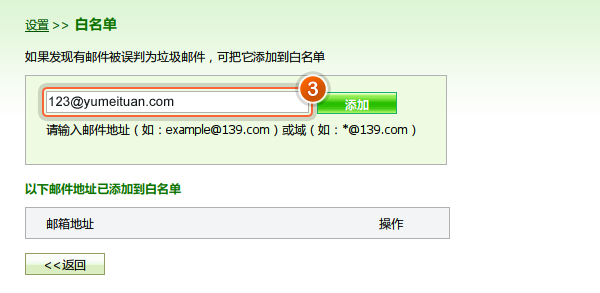 设置 >> 白名单
如果发现有邮件被误判为垃圾邮件，可把它添加到白名单
3
123@yumeituan.com 添加
请输入邮件地址（如：example@139.com）或域（如：*@139.com）
以下邮件地址已添加到白名单
邮箱地址 操作
<<返回